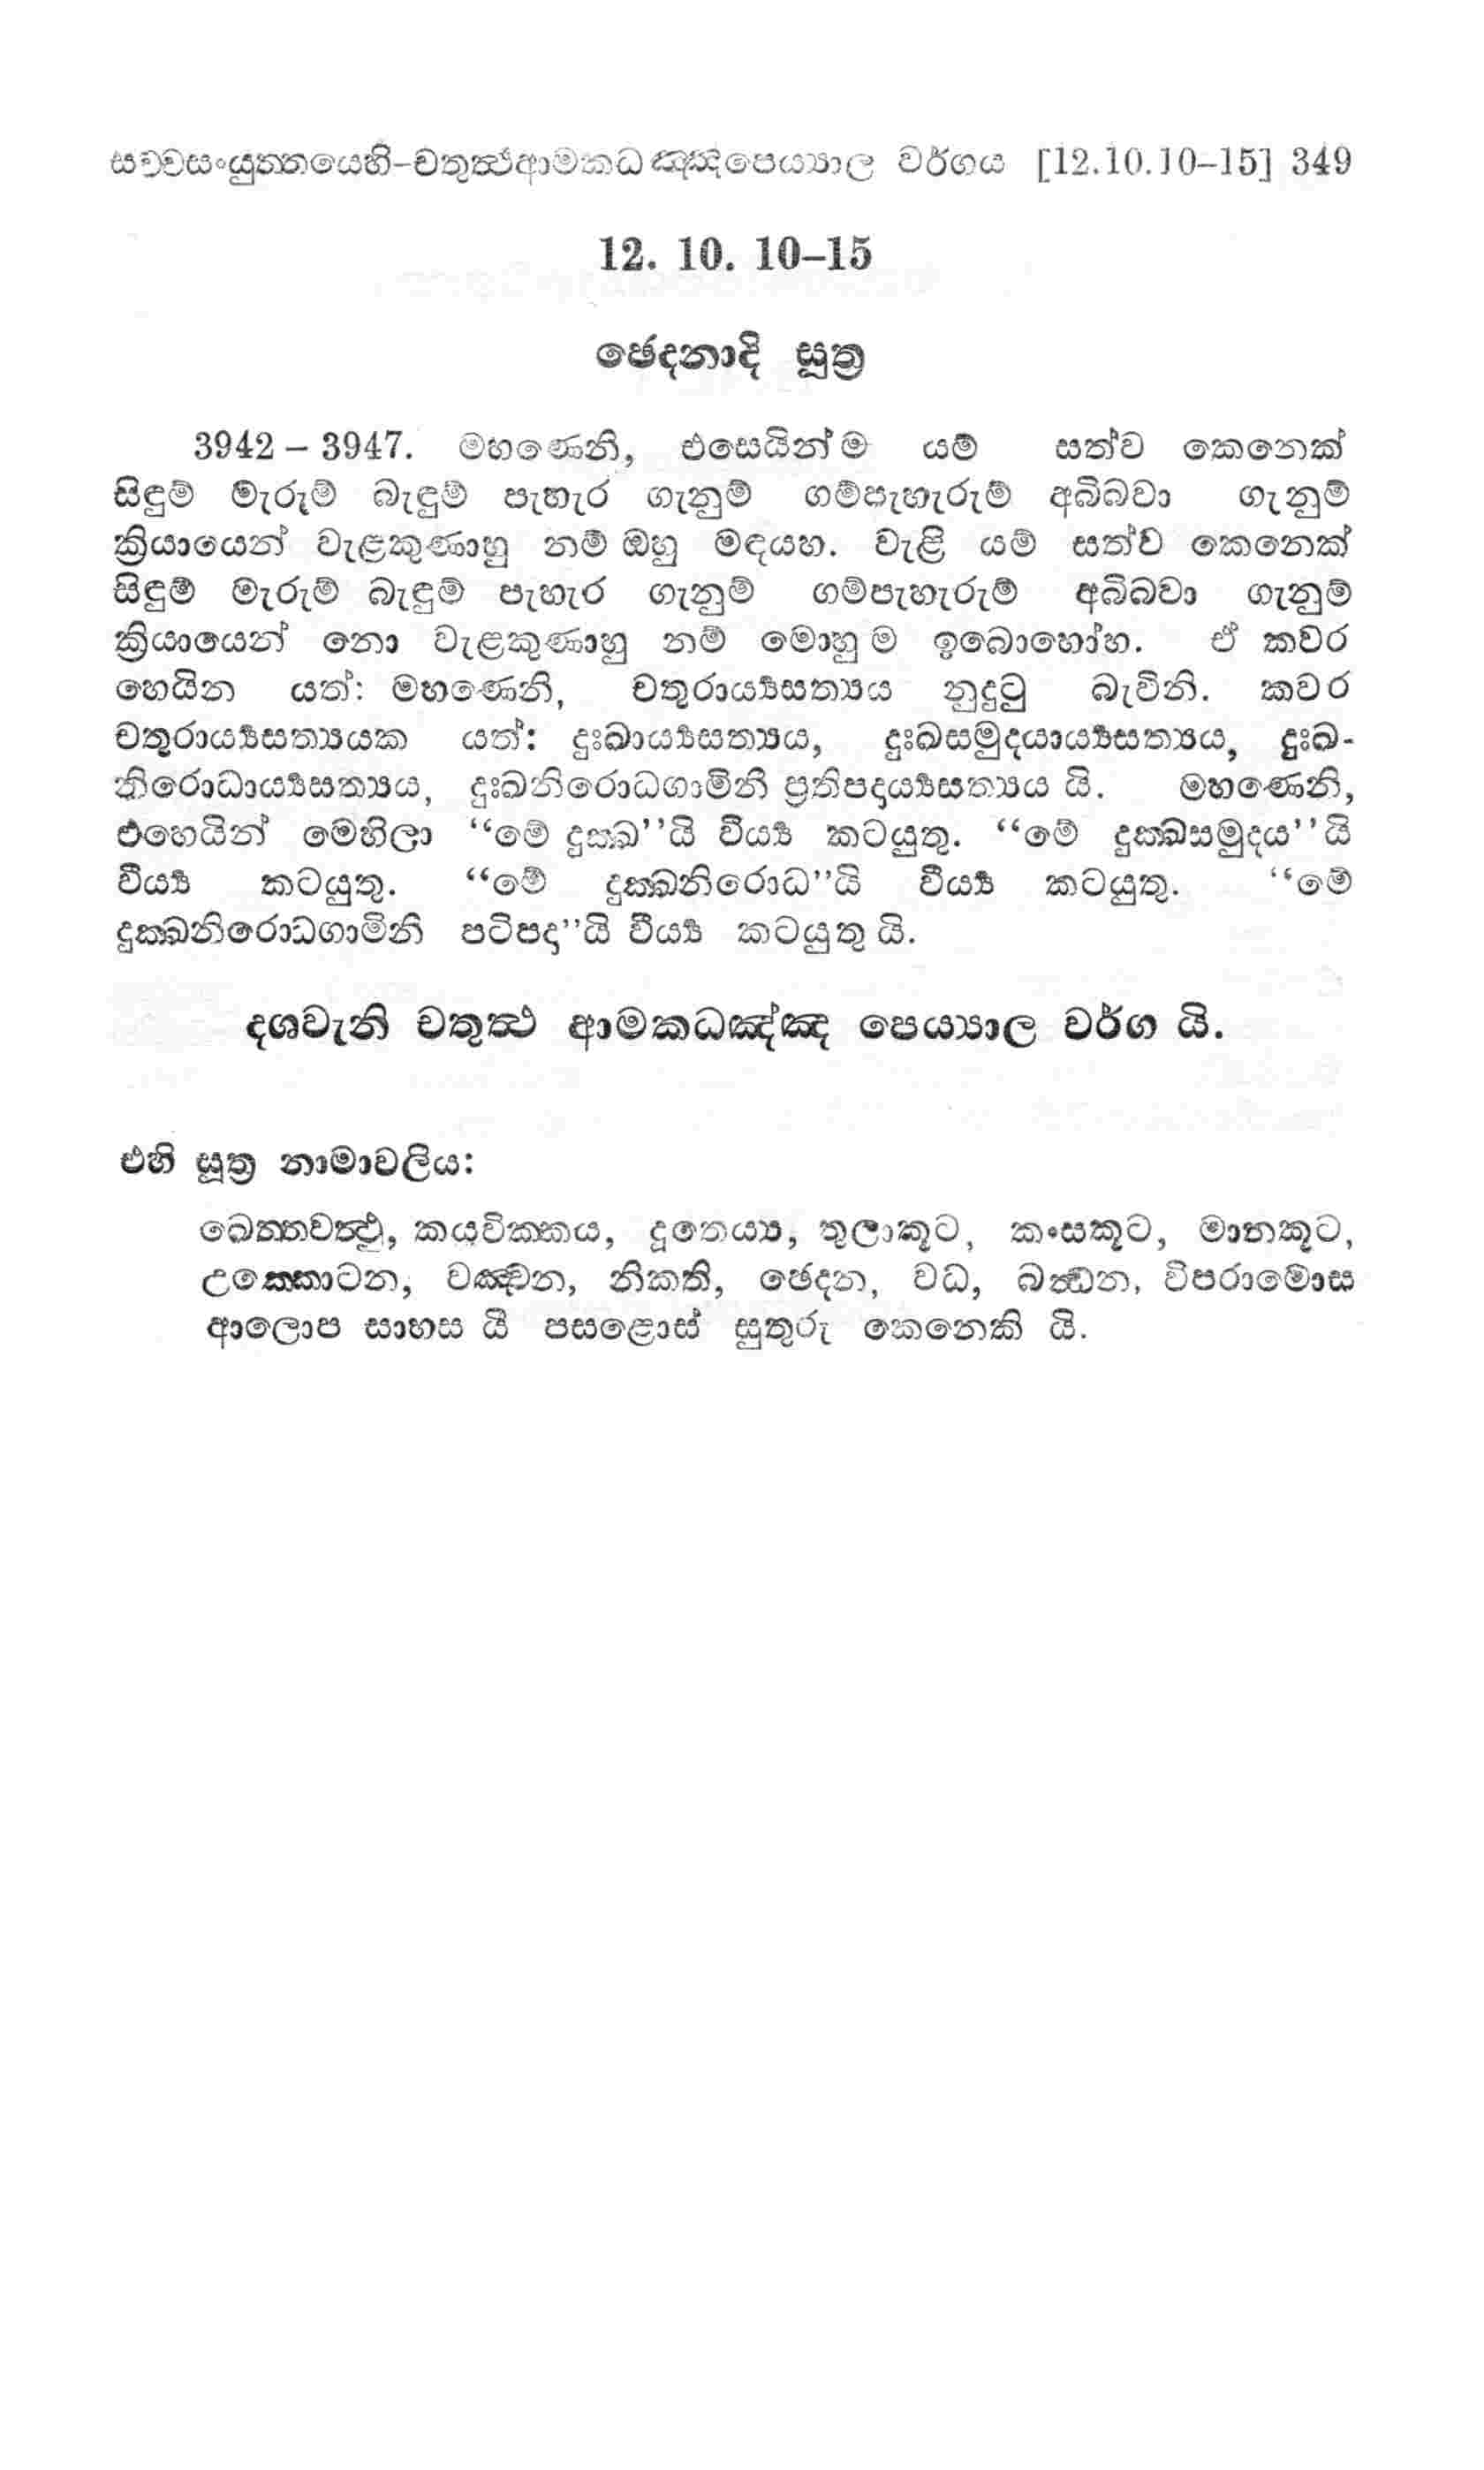 සච්චසංයුත්තයෙහි-චතුත්ථආමකධඤ්ඤපෙය්‍යාල වර්ගය [12.10.10–15] 349
12. 10. 10–15
ඡෙදනාදි සූත්‍ර
3942 – 3947. මහණෙනි, එසෙයින් ම යම් සත්ව කෙනෙක්
සිඳුම් මැරුම් බැඳුම් පැහැර ගැනුම් ගම්පැහැරුම් අබිබවා ගැනුම්
ක්‍රියායෙන් වැළකුණාහු නම් ඔහු මඳයහ. වැළි යම් සත්ව කෙනෙක්
සිඳුම් මැරුම් බැඳුම් පැහැර ගැනුම් ගම්පැහැරුම් අබිබවා ගැනුම්
ක්‍රියායෙන් නො වැළකුණාහු නම් මොහු ම ඉබොහෝහ. ඒ කවර
හෙයින යත්: මහණෙනි, චතුරාර්‍ය්‍යසත්‍යය නුදුටු බැවිනි. කවර
චතුරාර්‍ය්‍යසත්‍යයක යත්: දුඃඛාර්‍ය්‍යසත්‍යය, දුඃඛසමුදයාර්‍ය්‍යසත්‍යය, දුඃඛ-
නිරොධාර්‍ය්‍යසත්‍යය, දුඃඛනිරොධගාමිනී ප්‍රතිපදාර්‍ය්‍යසත්‍යය යි. මහණෙනි,
එහෙයින් මෙහිලා “මේ දුක්ඛ”යි වීර්‍ය්‍ය කටයුතු. “මේ දුක්ඛසමුදය”යි
වීර්‍ය්‍ය කටයුතු. “මේ දුක්ඛනිරොධ”යි වීර්‍ය්‍ය කටයුතු. “මේ
දුක්ඛනිරොධගාමිනි පටිපදා”යි වීර්‍ය්‍ය කටයුතු යි.
දශවැනි චතුත්ථ ආමකධඤ්ඤ පෙය්‍යාල වර්ග යි.
එහි සූත්‍ර නාමාවලිය:
ඛෙත්තවත්ථු, කයවික්කය, දූතෙය්‍ය, තුලාකූට, කංසකූට, මානකූට,
උක්කොටන, වඤ්චන, නිකති, ඡෙදන, වධ, බන්ධන, විපරාමොස
ආලොප සාහස යි පසළොස් සුතුරු කෙනෙකි යි.